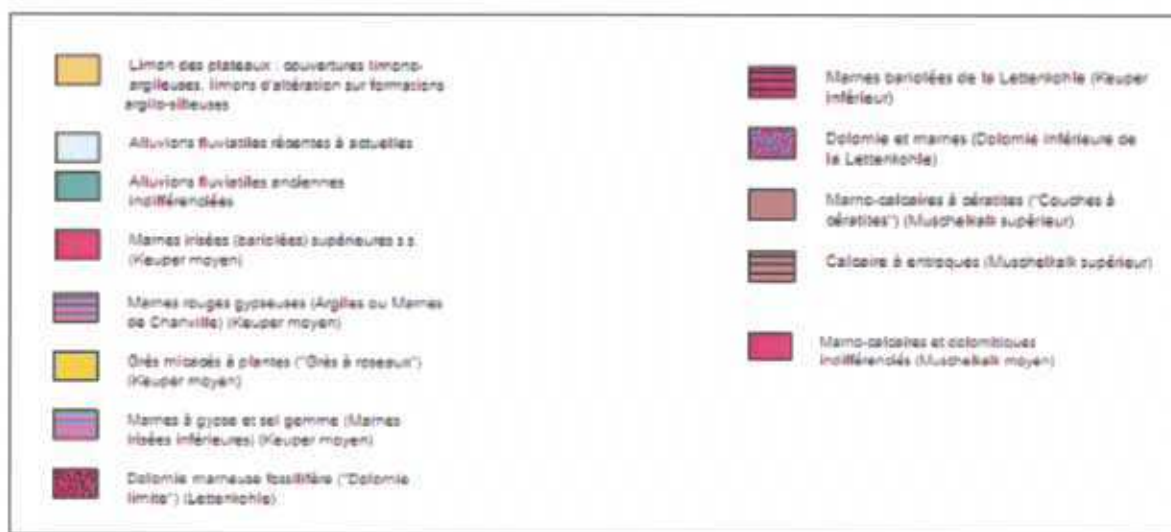 Limon des plateaux : couvertures limono-
argileuses, limons d'altération sur formations
argilo-silteuses
Alluvions fluviatiles récentes à actuelles
Alluvions fluviatiles anciennes
indifférenciées
Marnes irisées (bariolées) supérieures s.s.
(Keuper moyen)
Marnes rouges gypseuses (Argiles ou Marnes
de Chanville) (Keuper moyen)
Grès micacés à plantes ("Grès à roseaux")
(Keuper moyen)
Marnes à gypse et sel gemme (Marnes
irisées inférieures) (Keuper moyen)
Dolomie marneuse fossilifère ("Dolomie
limite") (Lettenkohle)
Marnes bariolées de la Lettenkohle (Keuper
inférieur)
Dolomie et marnes (Dolomie inférieure de
la Lettenkohle)
Marno-calcaires à cératites ("Couches à
cératites") (Muschelkalk supérieur)
Calcaire à entroques (Muschelkalk supérieur)
Marno-calcaires et dolomitiques
indifférenciés (Muschelkalk moyen)